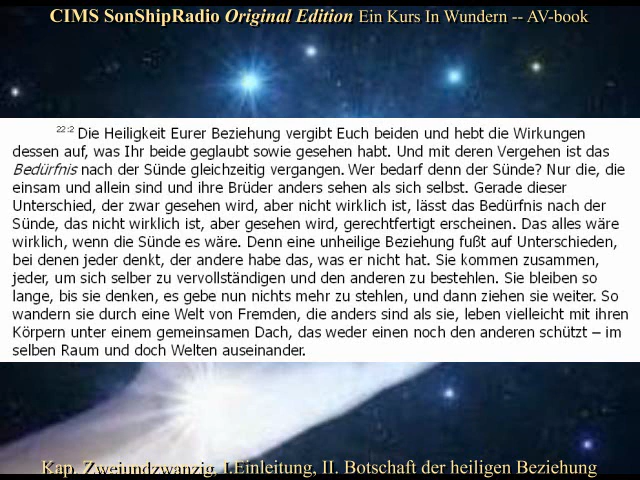 CIMS SonShipRadio Original Edition Ein Kurs In Wundern -- AV-book
22:2 Die Heiligkeit Eurer Beziehung vergibt Euch beiden und hebt die Wirkungen
dessen auf, was Ihr beide geglaubt sowie gesehen habt. Und mit deren Vergehen ist das
Bedürfnis nach der Sünde gleichzeitig vergangen. Wer bedarf denn der Sünde? Nur die, die
einsam und allein sind und ihre Brüder anders sehen als sich selbst. Gerade dieser
Unterschied, der zwar gesehen wird, aber nicht wirklich ist, lässt das Bedürfnis nach der
Sünde, das nicht wirklich ist, aber gesehen wird, gerechtfertigt erscheinen. Das alles wäre
wirklich, wenn die Sünde es wäre. Denn eine unheilige Beziehung fußt auf Unterschieden,
bei denen jeder denkt, der andere habe das, was er nicht hat. Sie kommen zusammen,
jeder, um sich selber zu vervollständigen und den anderen zu bestehlen. Sie bleiben so
lange, bis sie denken, es gebe nun nichts mehr zu stehlen, und dann ziehen sie weiter. So
wandern sie durch eine Welt von Fremden, die anders sind als sie, leben vielleicht mit ihren
Körpern unter einem gemeinsamen Dach, das weder einen noch den anderen schützt – im
selben Raum und doch Welten auseinander.
Kap. Zweiundzwanzig, I.Einleitung, II. Botschaft der heiligen Beziehung